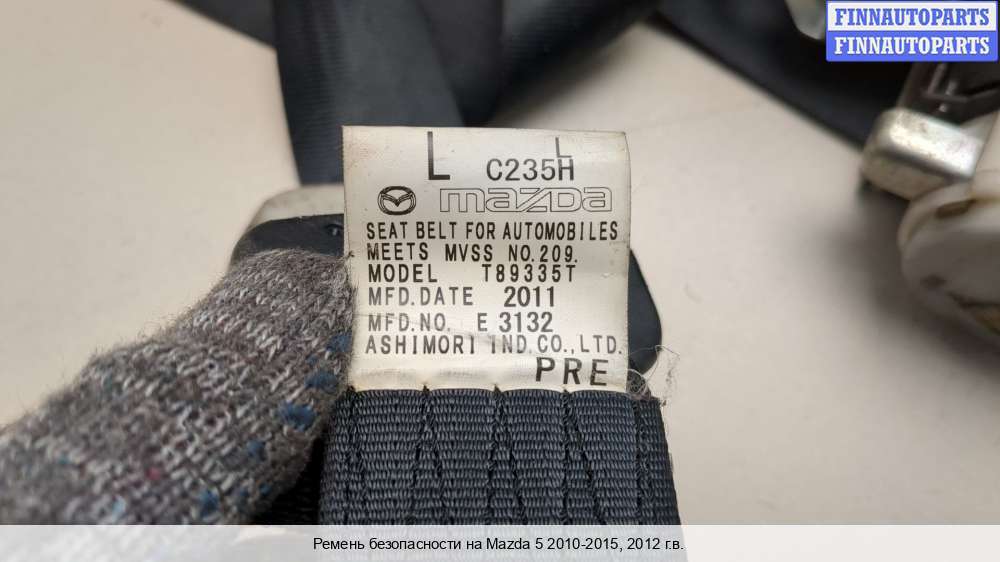 FINNAUTOPARTS
FINNAUTOPARTS
L L
C235H
mazda
SEAT BELT FOR AUTOMOBILES
MEETS MVSS NO.209.
MODEL T89335T
MFD.DATE 2011
MFD.NO. E 3132
ASHIMORI IND.CO.,LTD.
PRE
Ремень безопасности на Mazda 5 2010-2015, 2012 г.в.